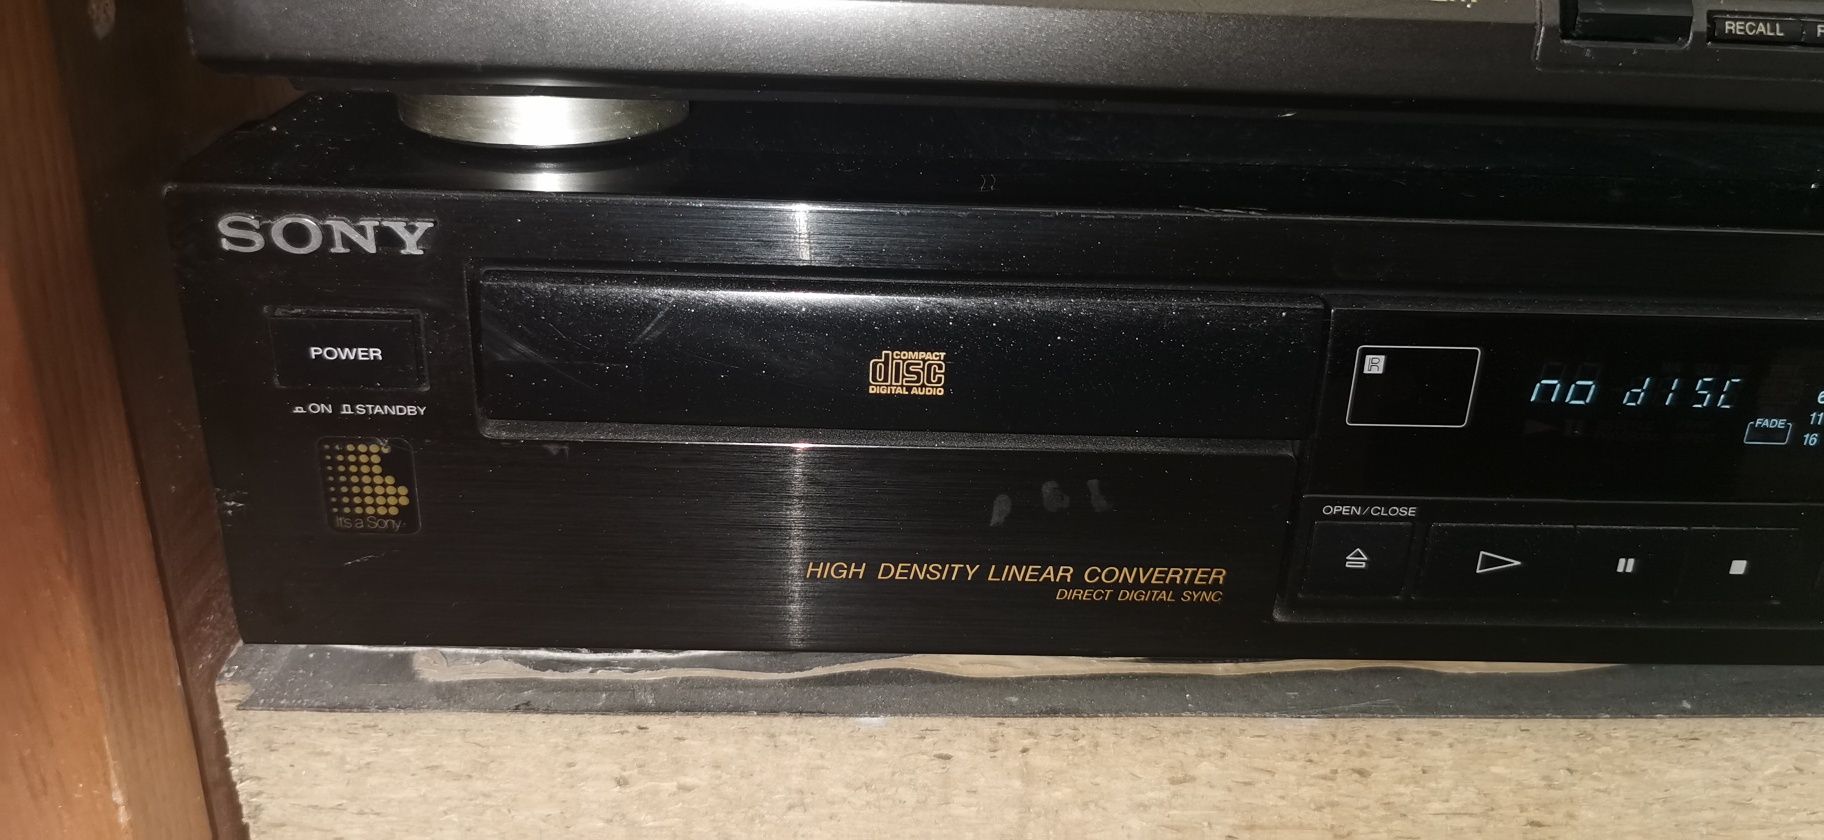 RECALL
SONY
POWER
ON STANDBY
It's a Sony
COMPACT
disc
DIGITAL AUDIO
HIGH DENSITY LINEAR CONVERTER
DIRECT DIGITAL SYNC
R
no dISC
FADE
6
11
16
OPEN/CLOSE